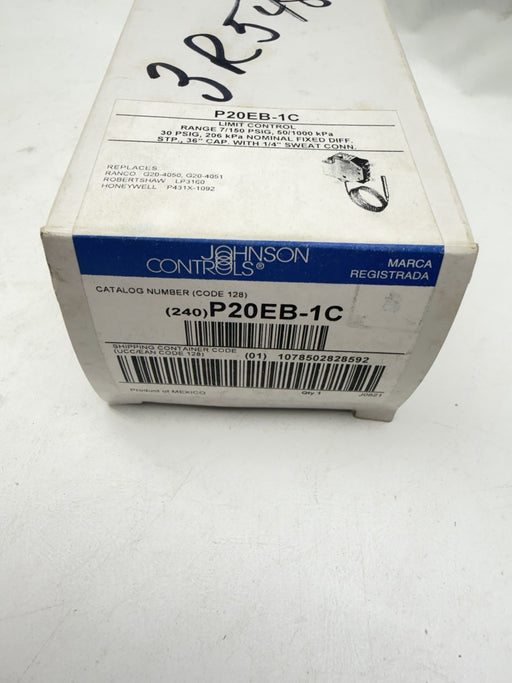 3R548
P20EB-1C
LIMIT CONTROL
RANGE 7/150 PSIG, 50/1000 kPa
30 PSIG, 206 kPa NOMINAL FIXED DIFF.
STP., 36" CAP. WITH 1/4" SWEAT CONN.
REPLACES
RANCO G20-4050, G20-4051
ROBERTSHAW LP3160
HONEYWELL P431X-1092
JOHNSON
CONTROLS®
MARCA
REGISTRADA
CATALOG NUMBER (CODE 128)
(240)P20EB-1C
SHIPPING CONTAINER CODE
(UCC/EAN CODE 128)
(01) 1078502828592
Product of MEXICO
Qty 1
J0821